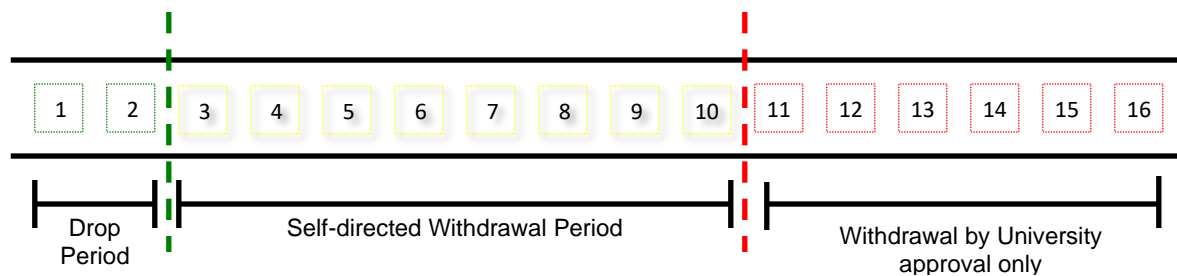 1 2 3 4 5 6 7 8 9 10 11 12 13 14 15 16
Drop
Period
Self-directed Withdrawal Period
Withdrawal by University
approval only